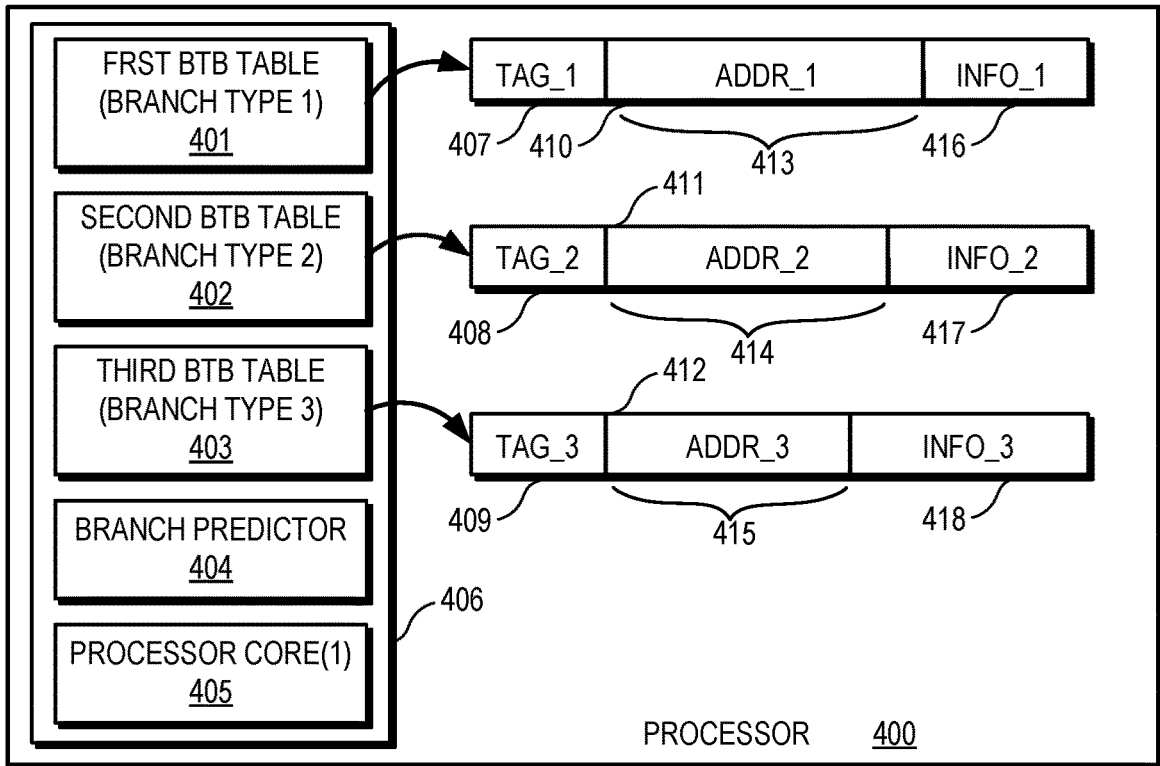 FRST BTB TABLE
(BRANCH TYPE 1)
401
TAG_1 ADDR_1 INFO_1
407 410 413 416
SECOND BTB TABLE
(BRANCH TYPE 2)
402
411
TAG_2 ADDR_2 INFO_2
408 414 417
THIRD BTB TABLE
(BRANCH TYPE 3)
403
412
TAG_3 ADDR_3 INFO_3
409 415 418
BRANCH PREDICTOR
404
406
PROCESSOR CORE(1)
405
PROCESSOR 400